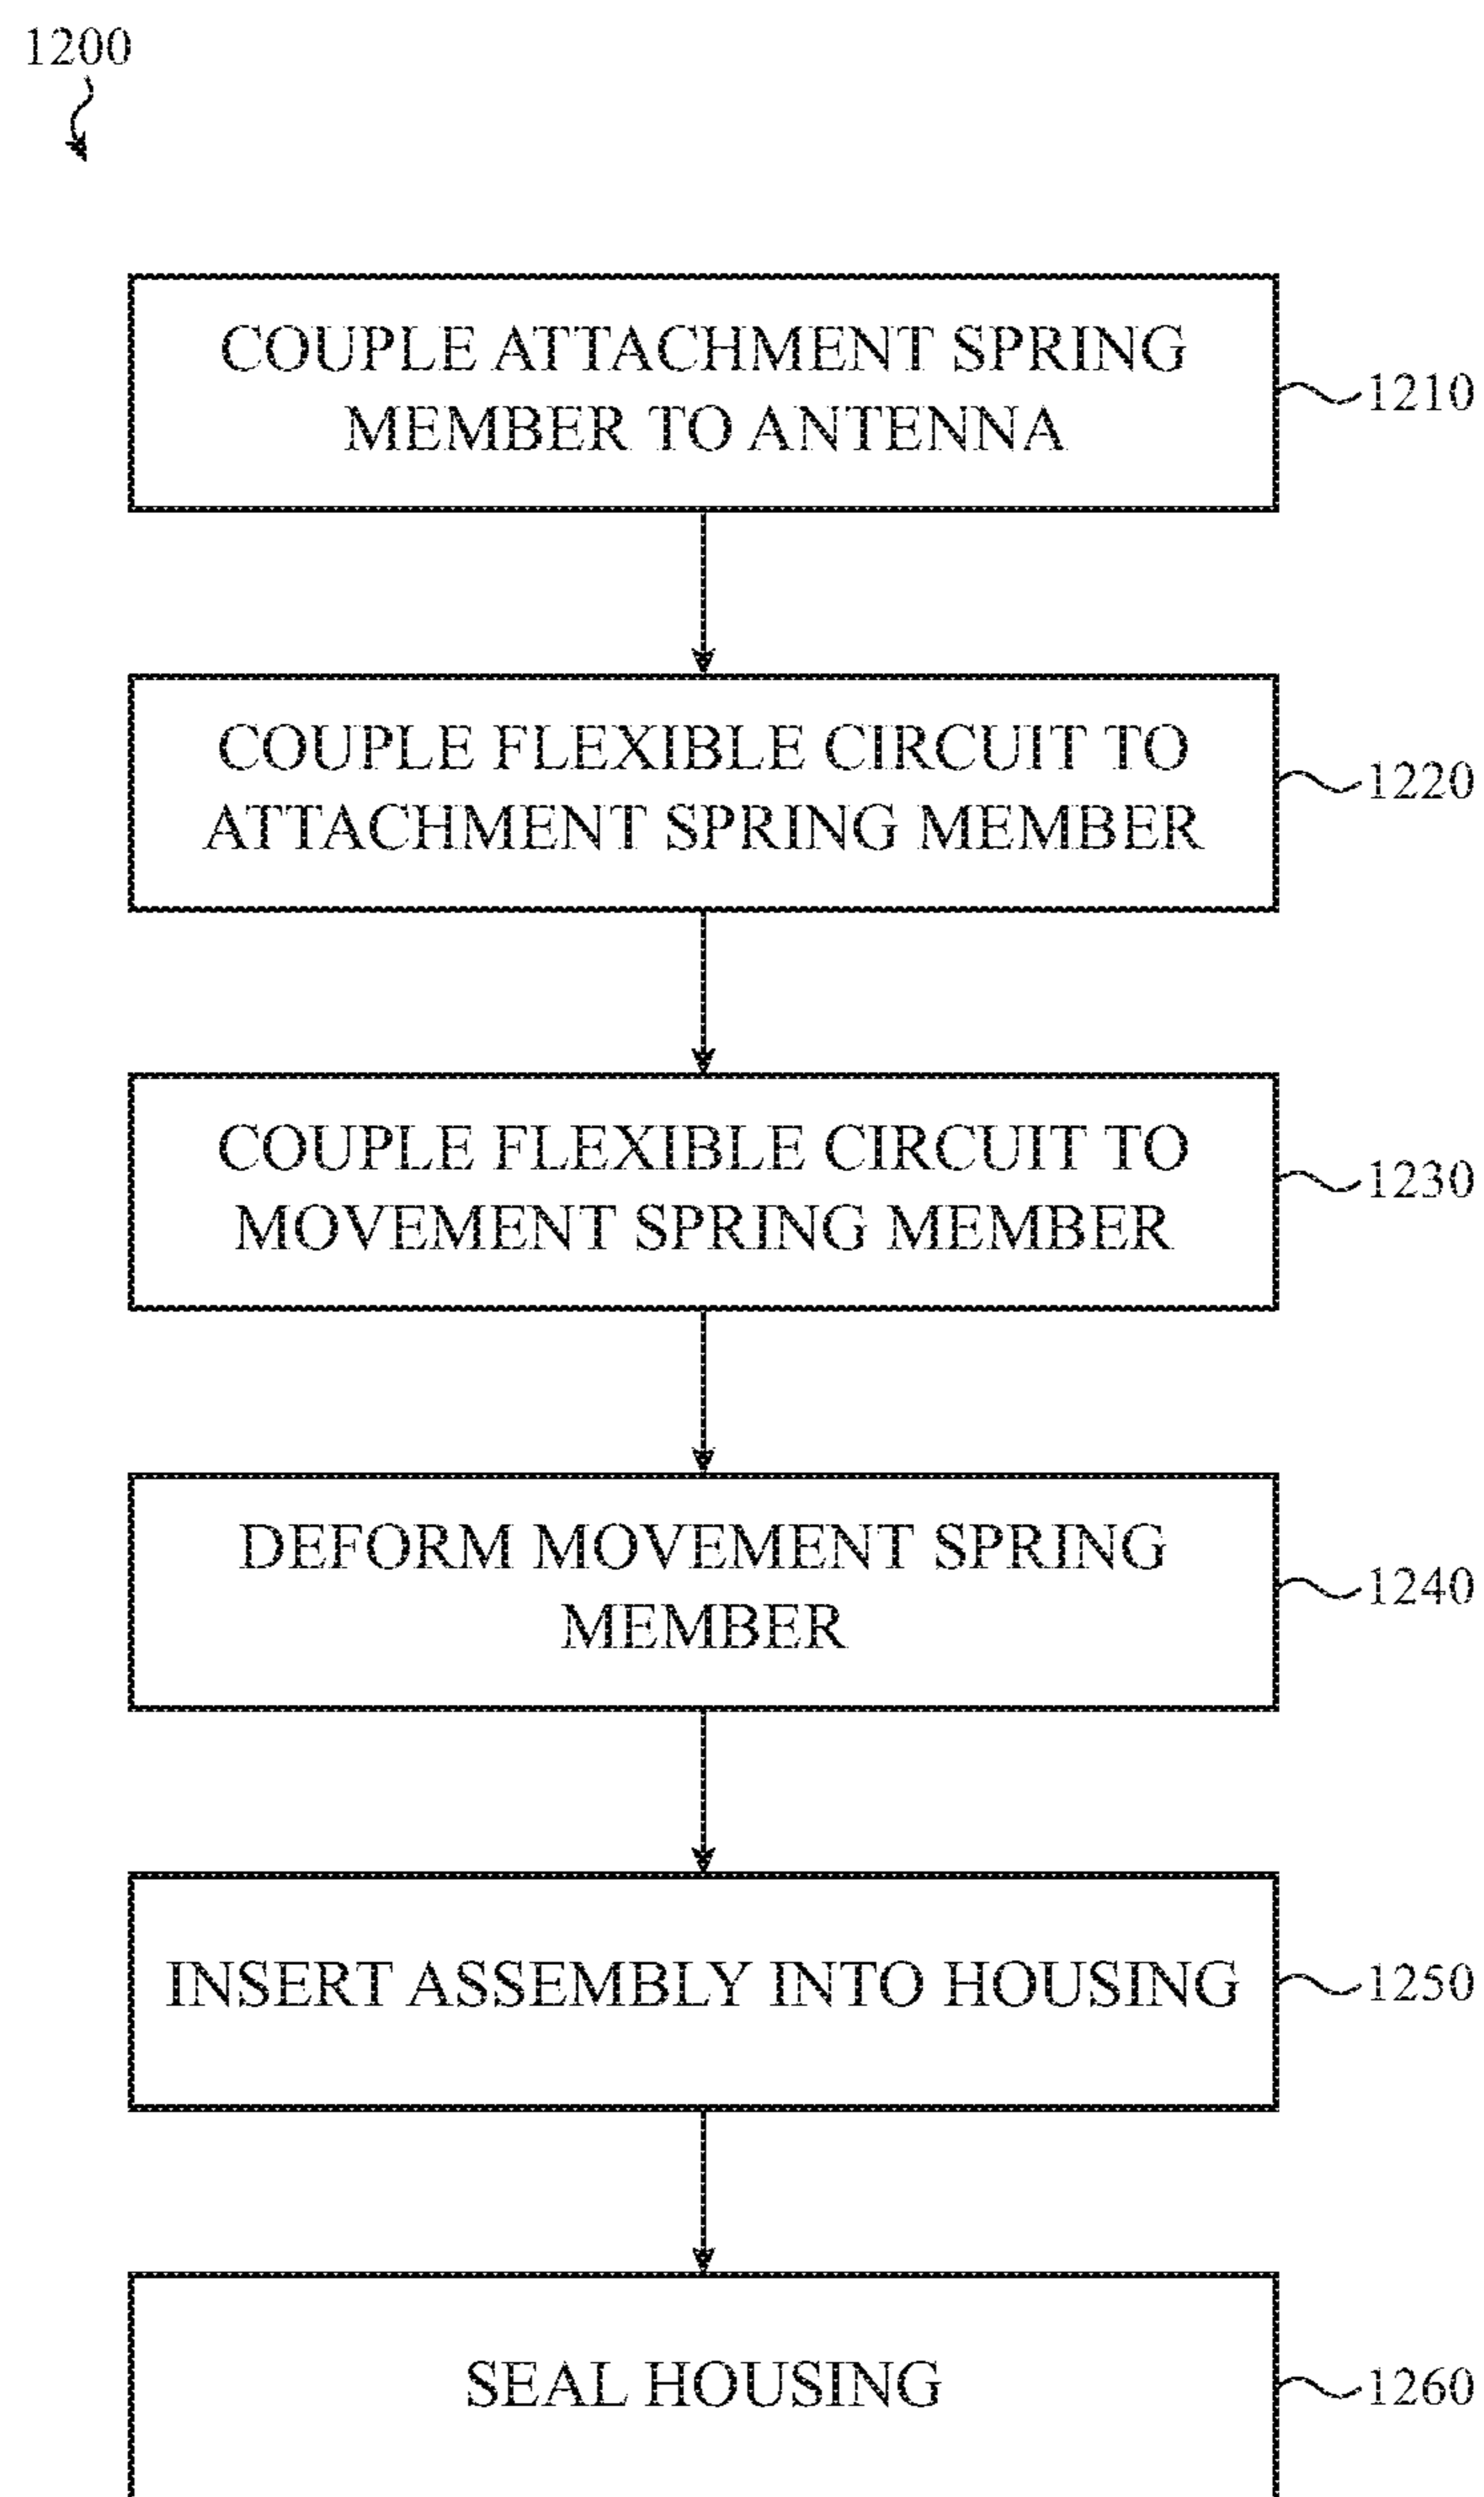 1200
COUPLE ATTACHMENT SPRING
MEMBER TO ANTENNA
1210
COUPLE FLEXIBLE CIRCUIT TO
ATTACHMENT SPRING MEMBER
1220
COUPLE FLEXIBLE CIRCUIT TO
MOVEMENT SPRING MEMBER
1230
DEFORM MOVEMENT SPRING
MEMBER
1240
INSERT ASSEMBLY INTO HOUSING
1250
SEAL HOUSING
1260